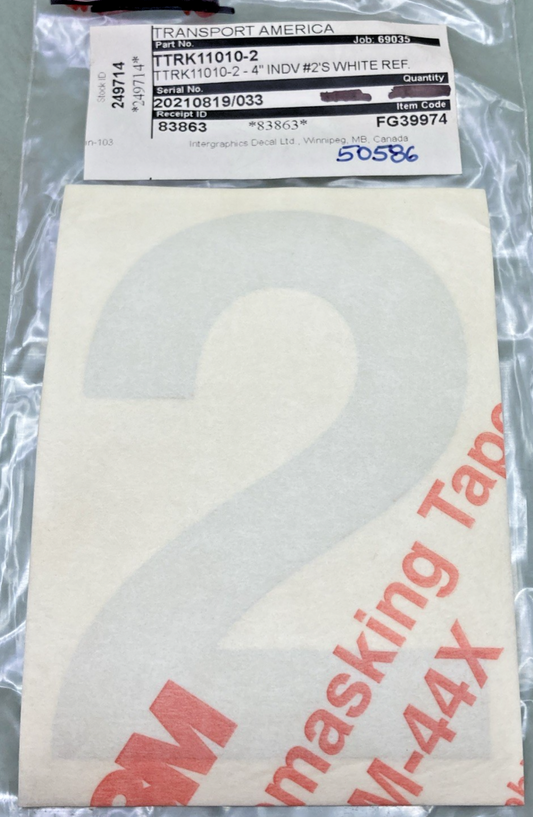 TRANSPORT AMERICA
Part No. Job: 69035
TTRK11010-2
TTRK11010-2 - 4" INDV #2'S WHITE REF.
Serial No. Quantity
20210819/033
Receipt ID Item Code
83863 *83863* FG39974
Intergraphics Decal Ltd., Winnipeg, MB, Canada
50586
Stock ID
249714
*249714*
n-103
2
3M
masking Tape
M-44X